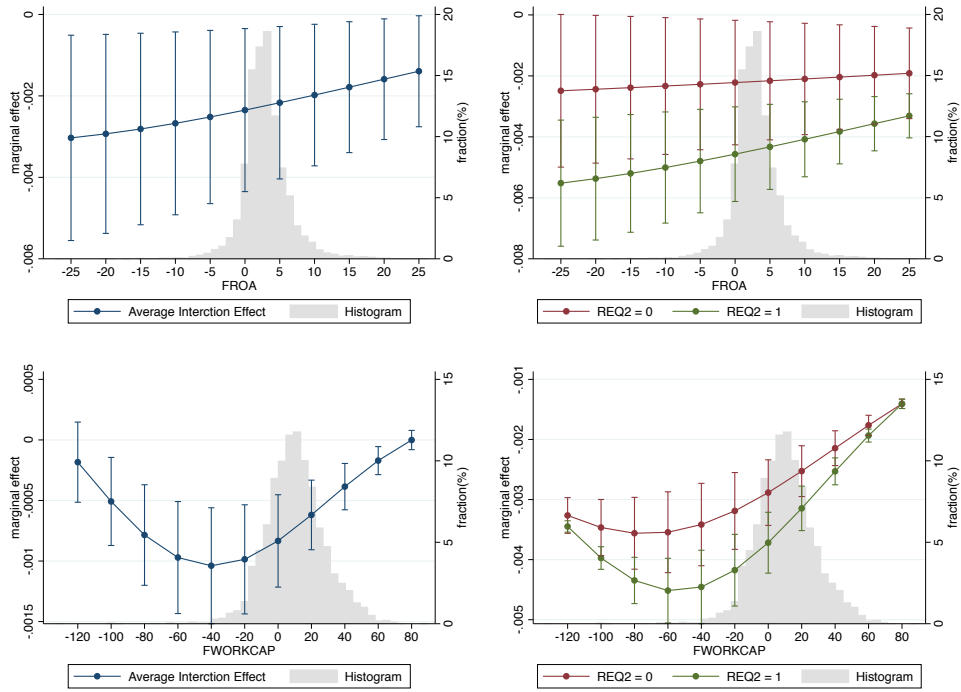 0
-.002
-.004
-.006
marginal effect
20
15
10
5
0
fraction(%)
-25 -20 -15 -10 -5 0 5 10 15 20 25
FROA
Average Interction Effect Histogram
0
-.002
-.004
-.006
-.008
marginal effect
20
15
10
5
0
fraction(%)
-25 -20 -15 -10 -5 0 5 10 15 20 25
FROA
REQ2 = 0 REQ2 = 1 Histogram
.0005
0
-.0005
-.001
-.0015
marginal effect
15
10
5
0
fraction(%)
-120 -100 -80 -60 -40 -20 0 20 40 60 80
FWORKCAP
Average Interction Effect Histogram
-.001
-.002
-.003
-.004
-.005
marginal effect
15
10
5
0
fraction(%)
-120 -100 -80 -60 -40 -20 0 20 40 60 80
FWORKCAP
REQ2 = 0 REQ2 = 1 Histogram